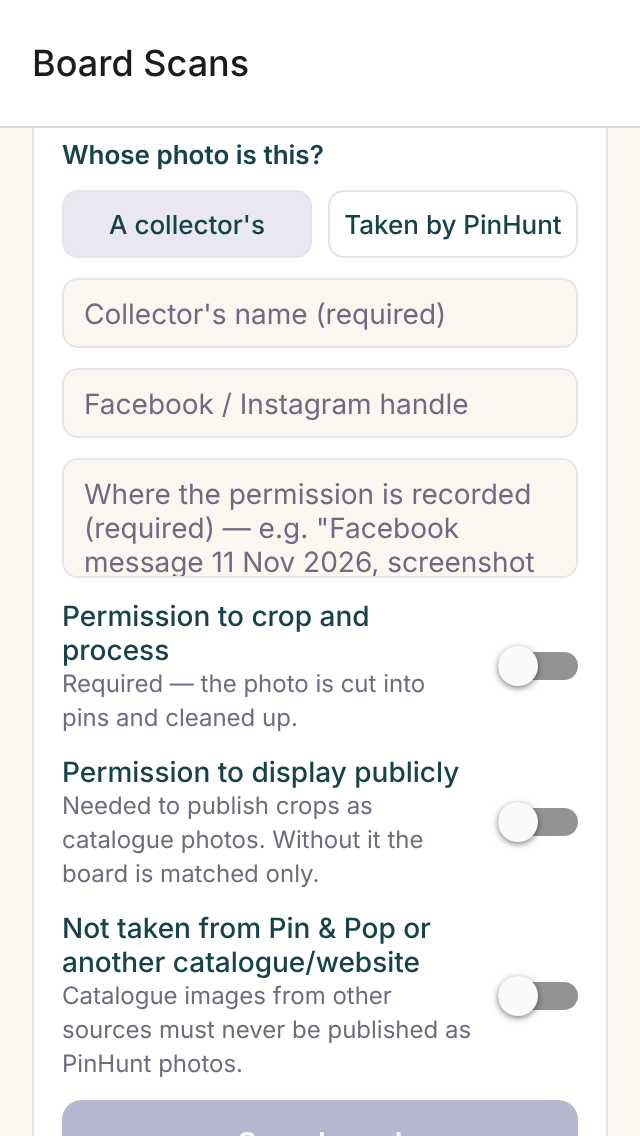 Board Scans
Whose photo is this?
A collector's
Taken by PinHunt
Collector's name (required)
Facebook / Instagram handle
Where the permission is recorded
(required) — e.g. "Facebook
message 11 Nov 2026, screenshot
Permission to crop and
process
Required — the photo is cut into
pins and cleaned up.
Permission to display publicly
Needed to publish crops as
catalogue photos. Without it the
board is matched only.
Not taken from Pin & Pop or
another catalogue/website
Catalogue images from other
sources must never be published as
PinHunt photos.